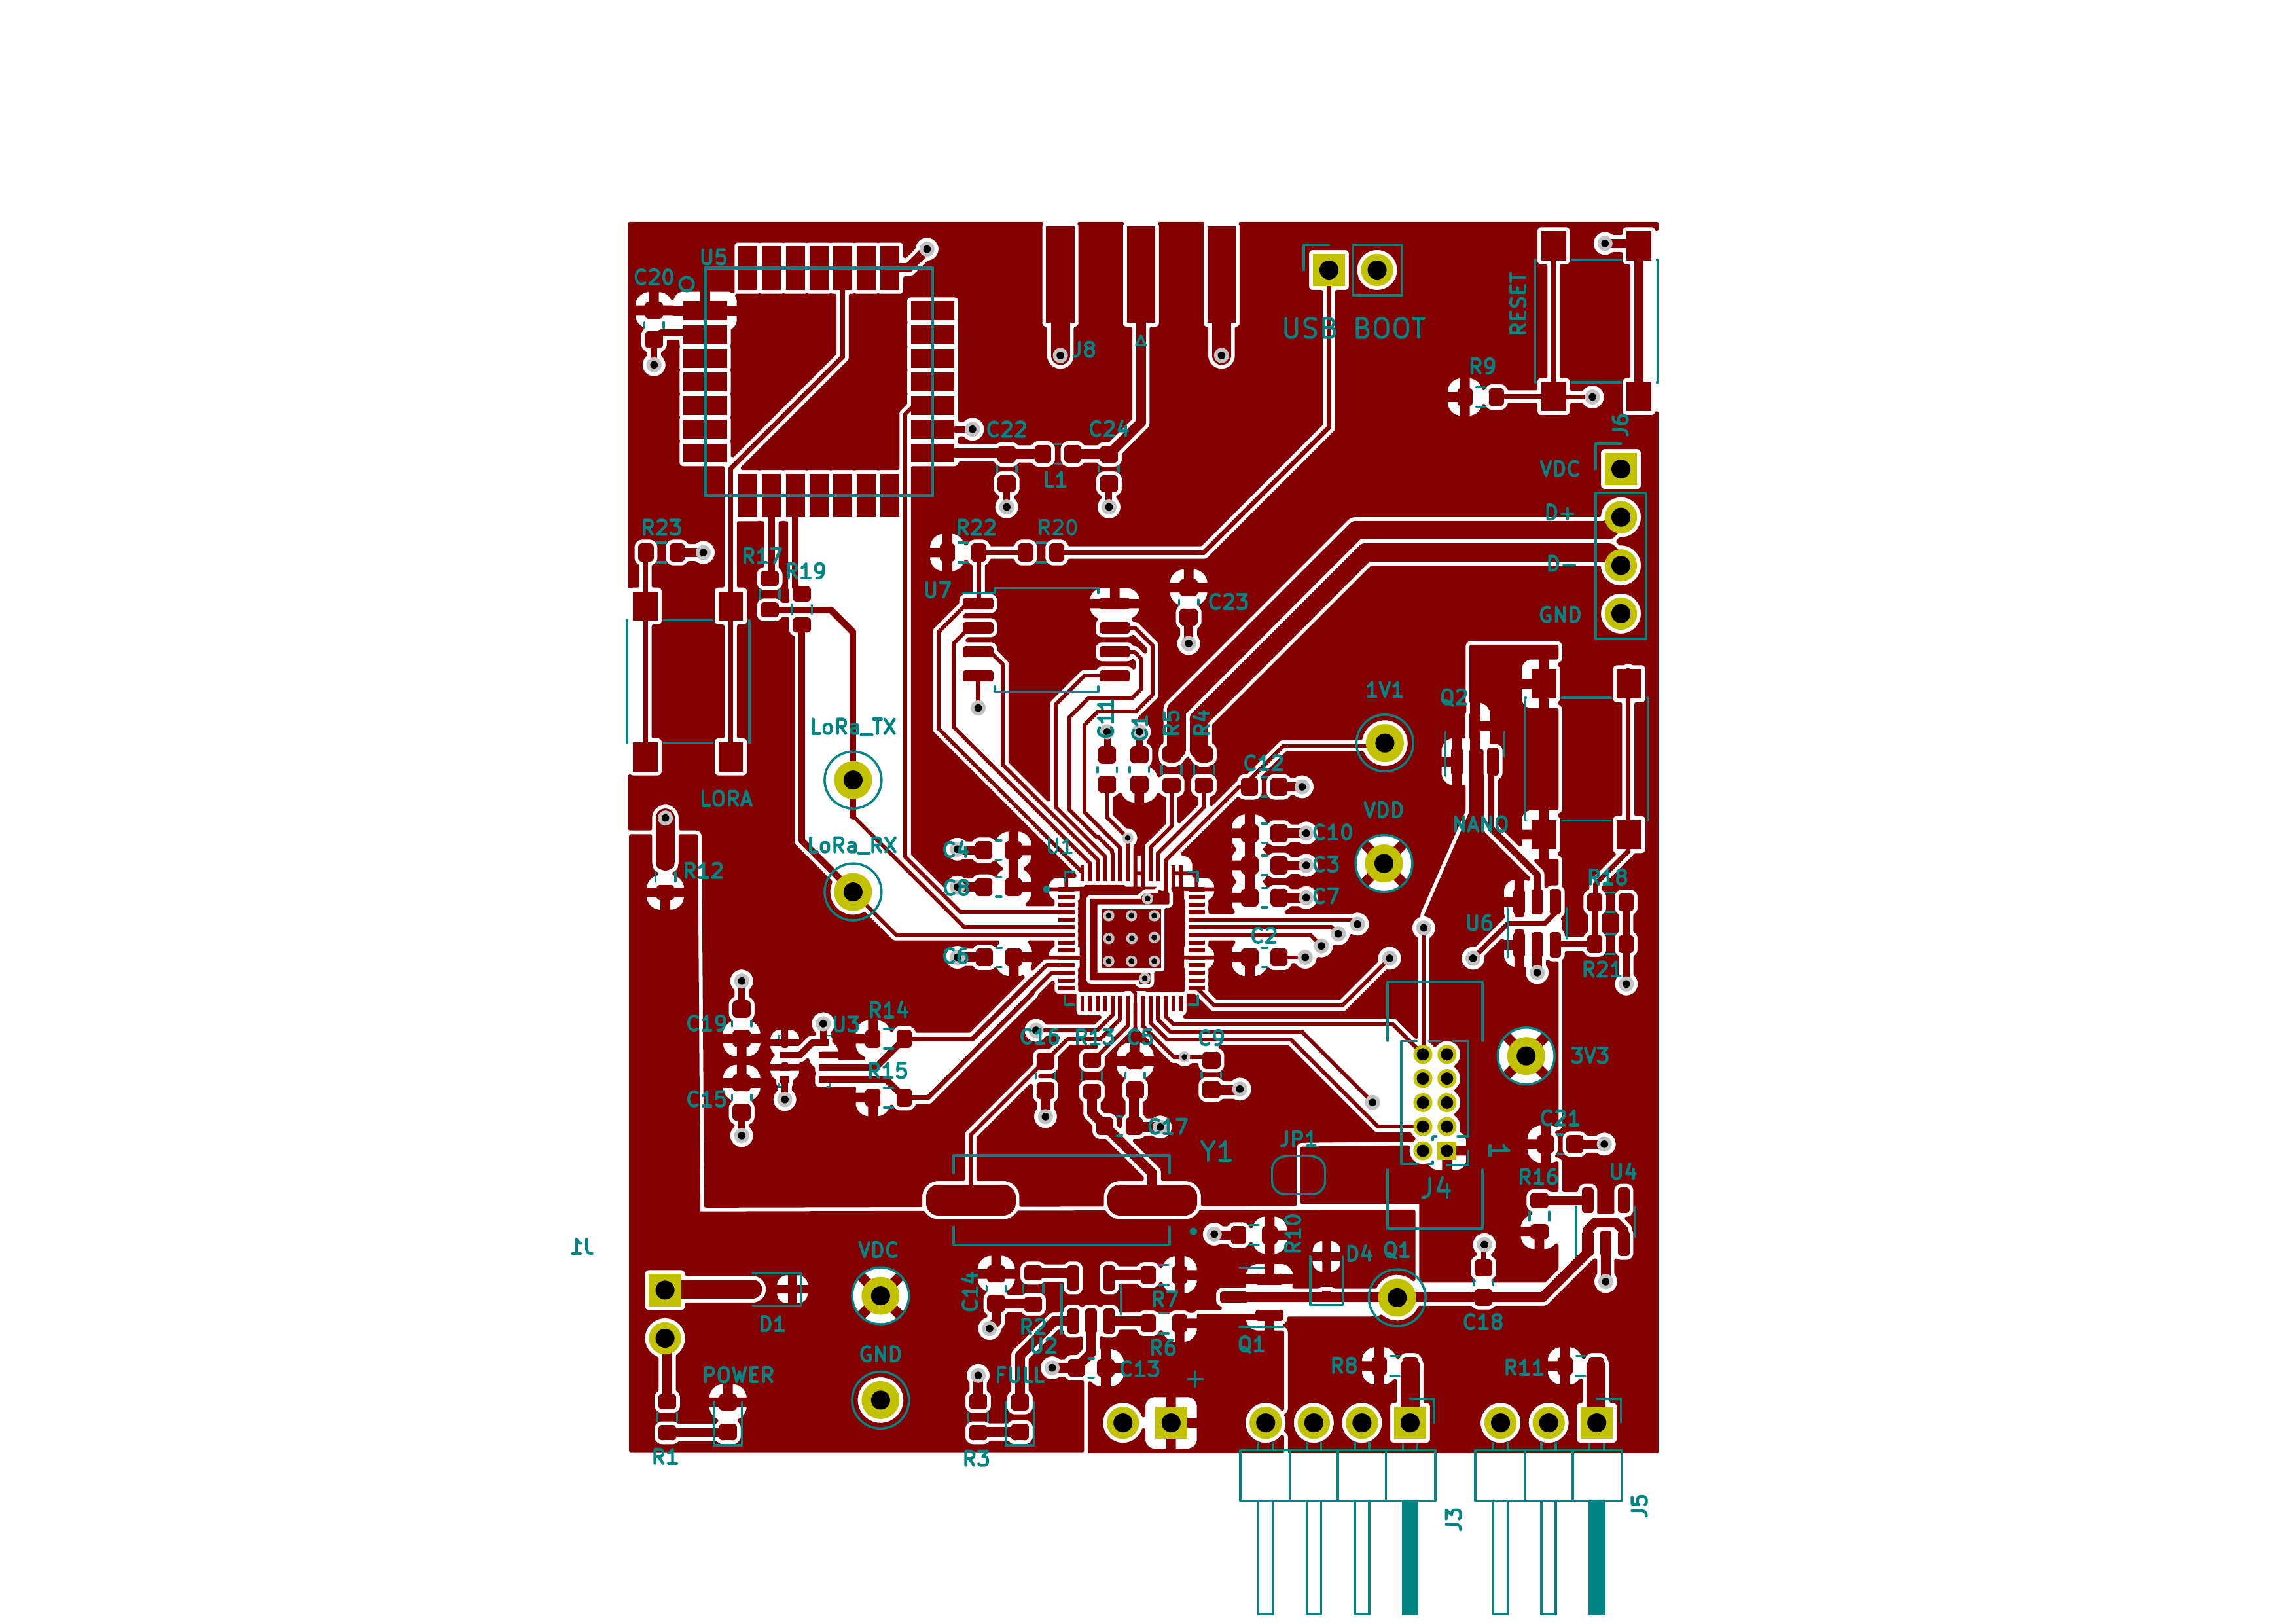 U5
C20
J8
USB BOOT
RESET
R9
J6
C22
C24
L1
VDC
D+
D-
GND
R23
R17
R19
R22
R20
U7
C23
1V1
Q2
LoRa_TX
C11
C1
R5
R4
C12
LORA
VDD
NANO
LoRa_RX
U1
C4
C10
C3
R12
C8
C7
R18
U6
C6
C2
R21
C19
U3
R14
C16
R13
C5
C9
3V3
R15
C15
C17
Y1
JP1
C21
1
J4
R16
U4
J1
VDC
R10
Q1
D4
C14
R7
D1
R2
U2
R6
Q1
C18
GND
POWER
FULL
C13
R8
R11
+
R1
R3
J3
J5